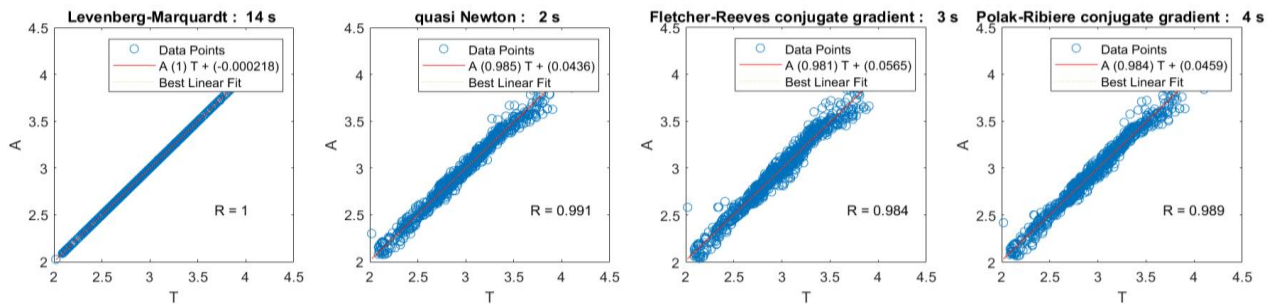 Levenberg-Marquardt : 14 s
4.5
4
3.5
3
2.5
2
A
Data Points
A (1) T + (-0.000218)
Best Linear Fit
R = 1
2 2.5 3 3.5 4 4.5
T
quasi Newton : 2 s
4.5
4
3.5
3
2.5
2
A
Data Points
A (0.985) T + (0.0436)
Best Linear Fit
R = 0.991
2 2.5 3 3.5 4 4.5
T
Fletcher-Reeves conjugate gradient : 3 s
4.5
4
3.5
3
2.5
2
A
Data Points
A (0.981) T + (0.0565)
Best Linear Fit
R = 0.984
2 2.5 3 3.5 4 4.5
T
Polak-Ribiere conjugate gradient : 4 s
4.5
4
3.5
3
2.5
2
A
Data Points
A (0.984) T + (0.0459)
Best Linear Fit
R = 0.989
2 2.5 3 3.5 4 4.5
T